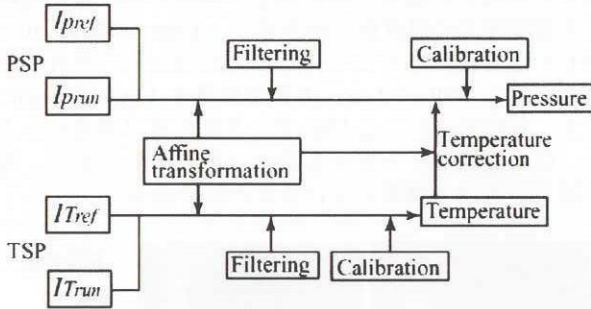 Ipref
PSP
Iprun
Filtering
Calibration
Pressure
Affine
transformation
Temperature
correction
ITref
TSP
ITrun
Temperature
Filtering
Calibration